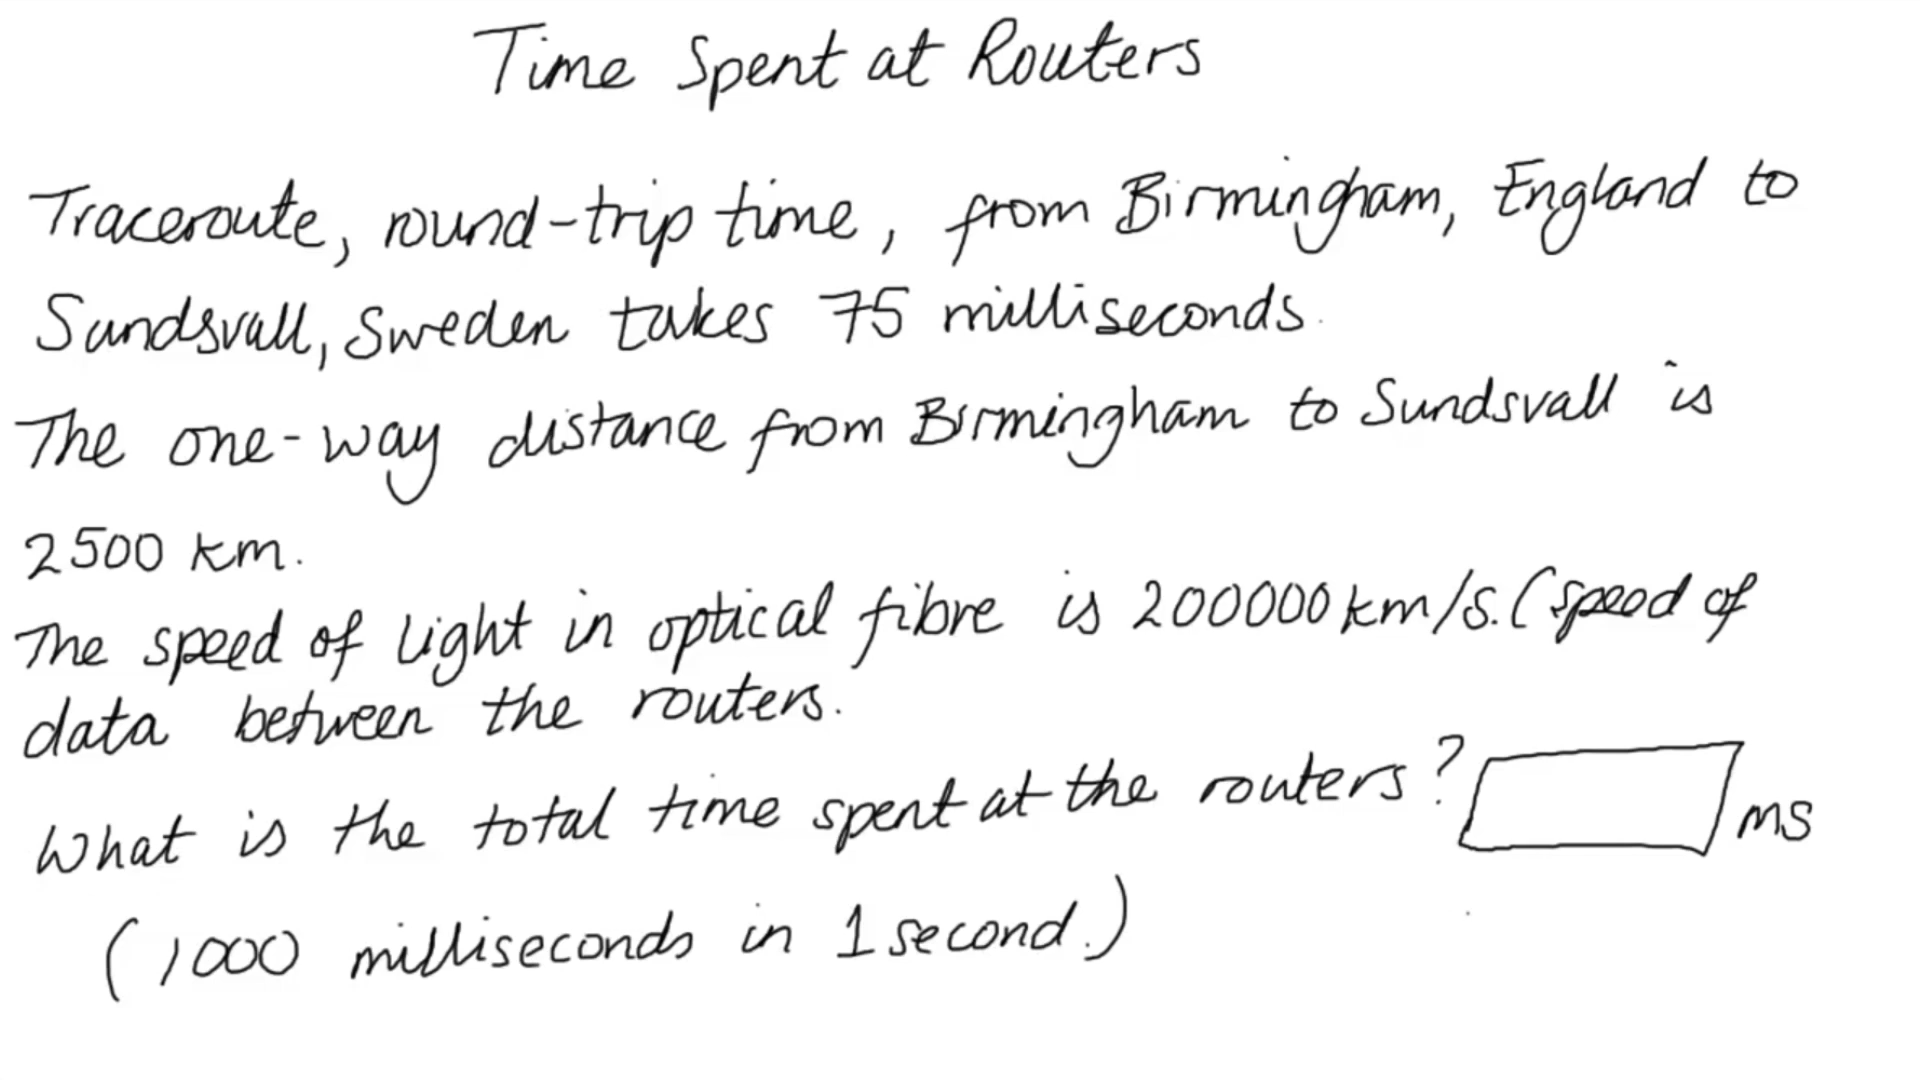 Time Spent at Routers
Traceroute, round-trip time, from Birmingham, England to
Sundsvall, Sweden takes 75 milliseconds.
The one-way distance from Birmingham to Sundsvall is
2500 km.
The speed of light in optical fibre is 200000 km/s. (speed of
data between the routers.
What is the total time spent at the routers? ms
(1000 milliseconds in 1 second.)